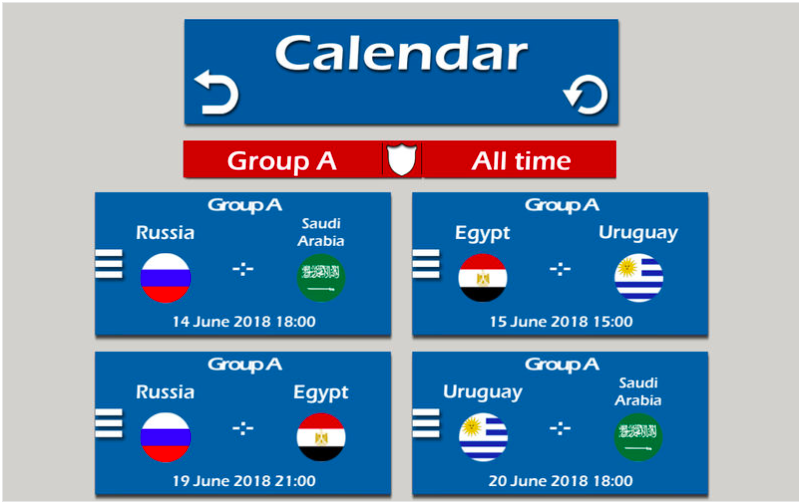 Calendar
Group A
All time
Group A
Russia
Saudi
Arabia
-:-
14 June 2018 18:00
Group A
Egypt
Uruguay
-:-
15 June 2018 15:00
Group A
Russia
Egypt
-:-
19 June 2018 21:00
Group A
Uruguay
Saudi
Arabia
-:-
20 June 2018 18:00